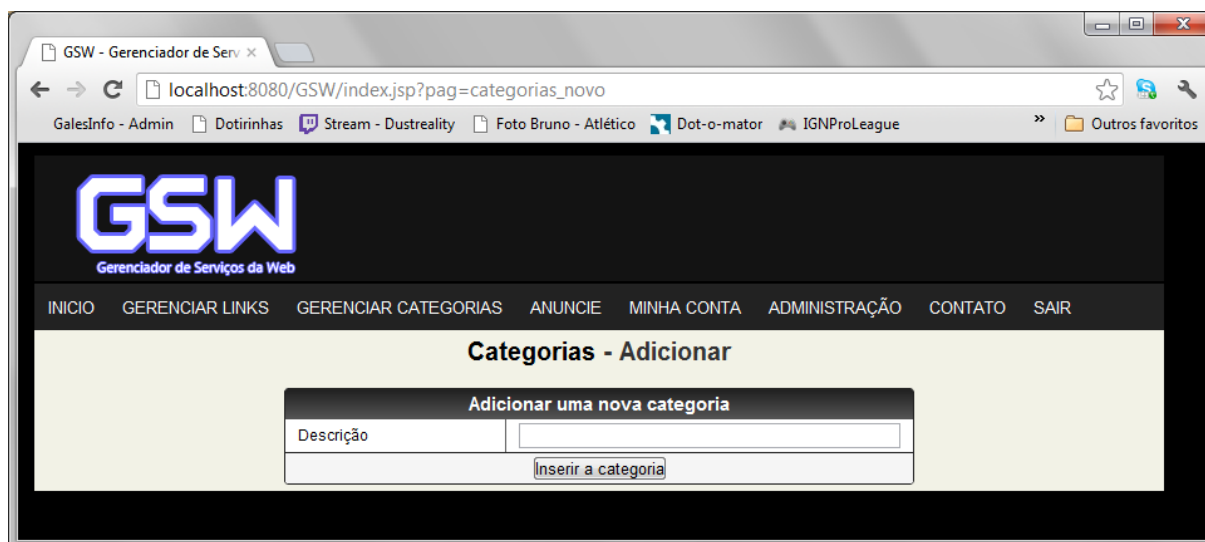 GSW - Gerenciador de Serv
localhost:8080/GSW/index.jsp?pag=categorias_novo
GalesInfo - Admin Dotirinhas Stream - Dustreality Foto Bruno - Atlético Dot-o-mator IGNProLeague » Outros favoritos
GSW
Gerenciador de Serviços da Web
INICIO GERENCIAR LINKS GERENCIAR CATEGORIAS ANUNCIE MINHA CONTA ADMINISTRAÇÃO CONTATO SAIR
Categorias - Adicionar
Adicionar uma nova categoria
Descrição
Inserir a categoria